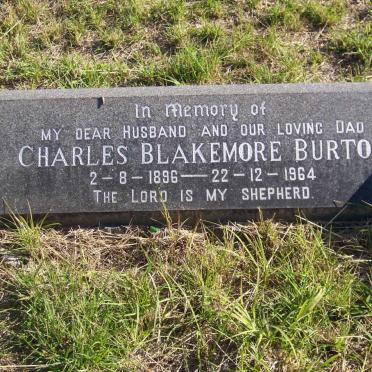 In Memory of
MY DEAR HUSBAND AND OUR LOVING DAD
CHARLES BLAKEMORE BURTO
2-8-1896 — 22-12-1964
THE LORD IS MY SHEPHERD.